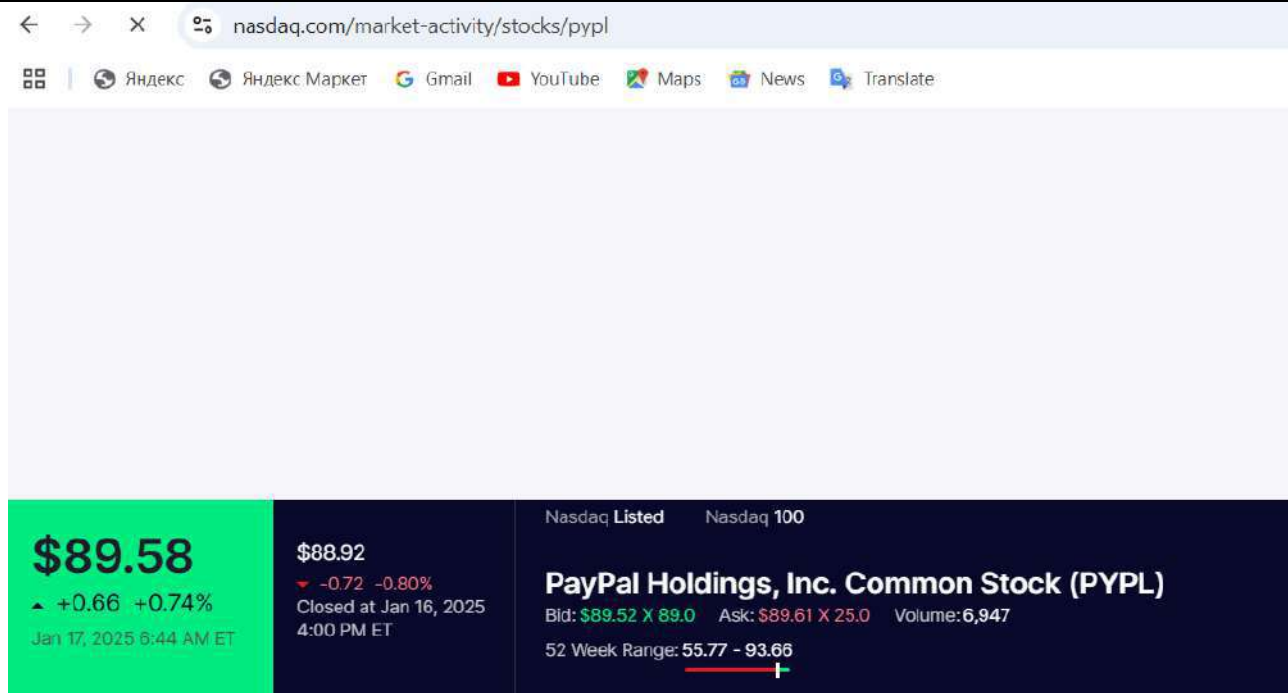 nasdaq.com/market-activity/stocks/pypl
Яндекс Яндекс Маркет Gmail YouTube Maps News Translate
$89.58
+0.66 +0.74%
Jan 17, 2025 6:44 AM ET
$88.92
-0.72 -0.80%
Closed at Jan 16, 2025
4:00 PM ET
Nasdaq Listed Nasdaq 100
PayPal Holdings, Inc. Common Stock (PYPL)
Bid: $89.52 X 89.0 Ask: $89.61 X 25.0 Volume: 6,947
52 Week Range: 55.77 - 93.66